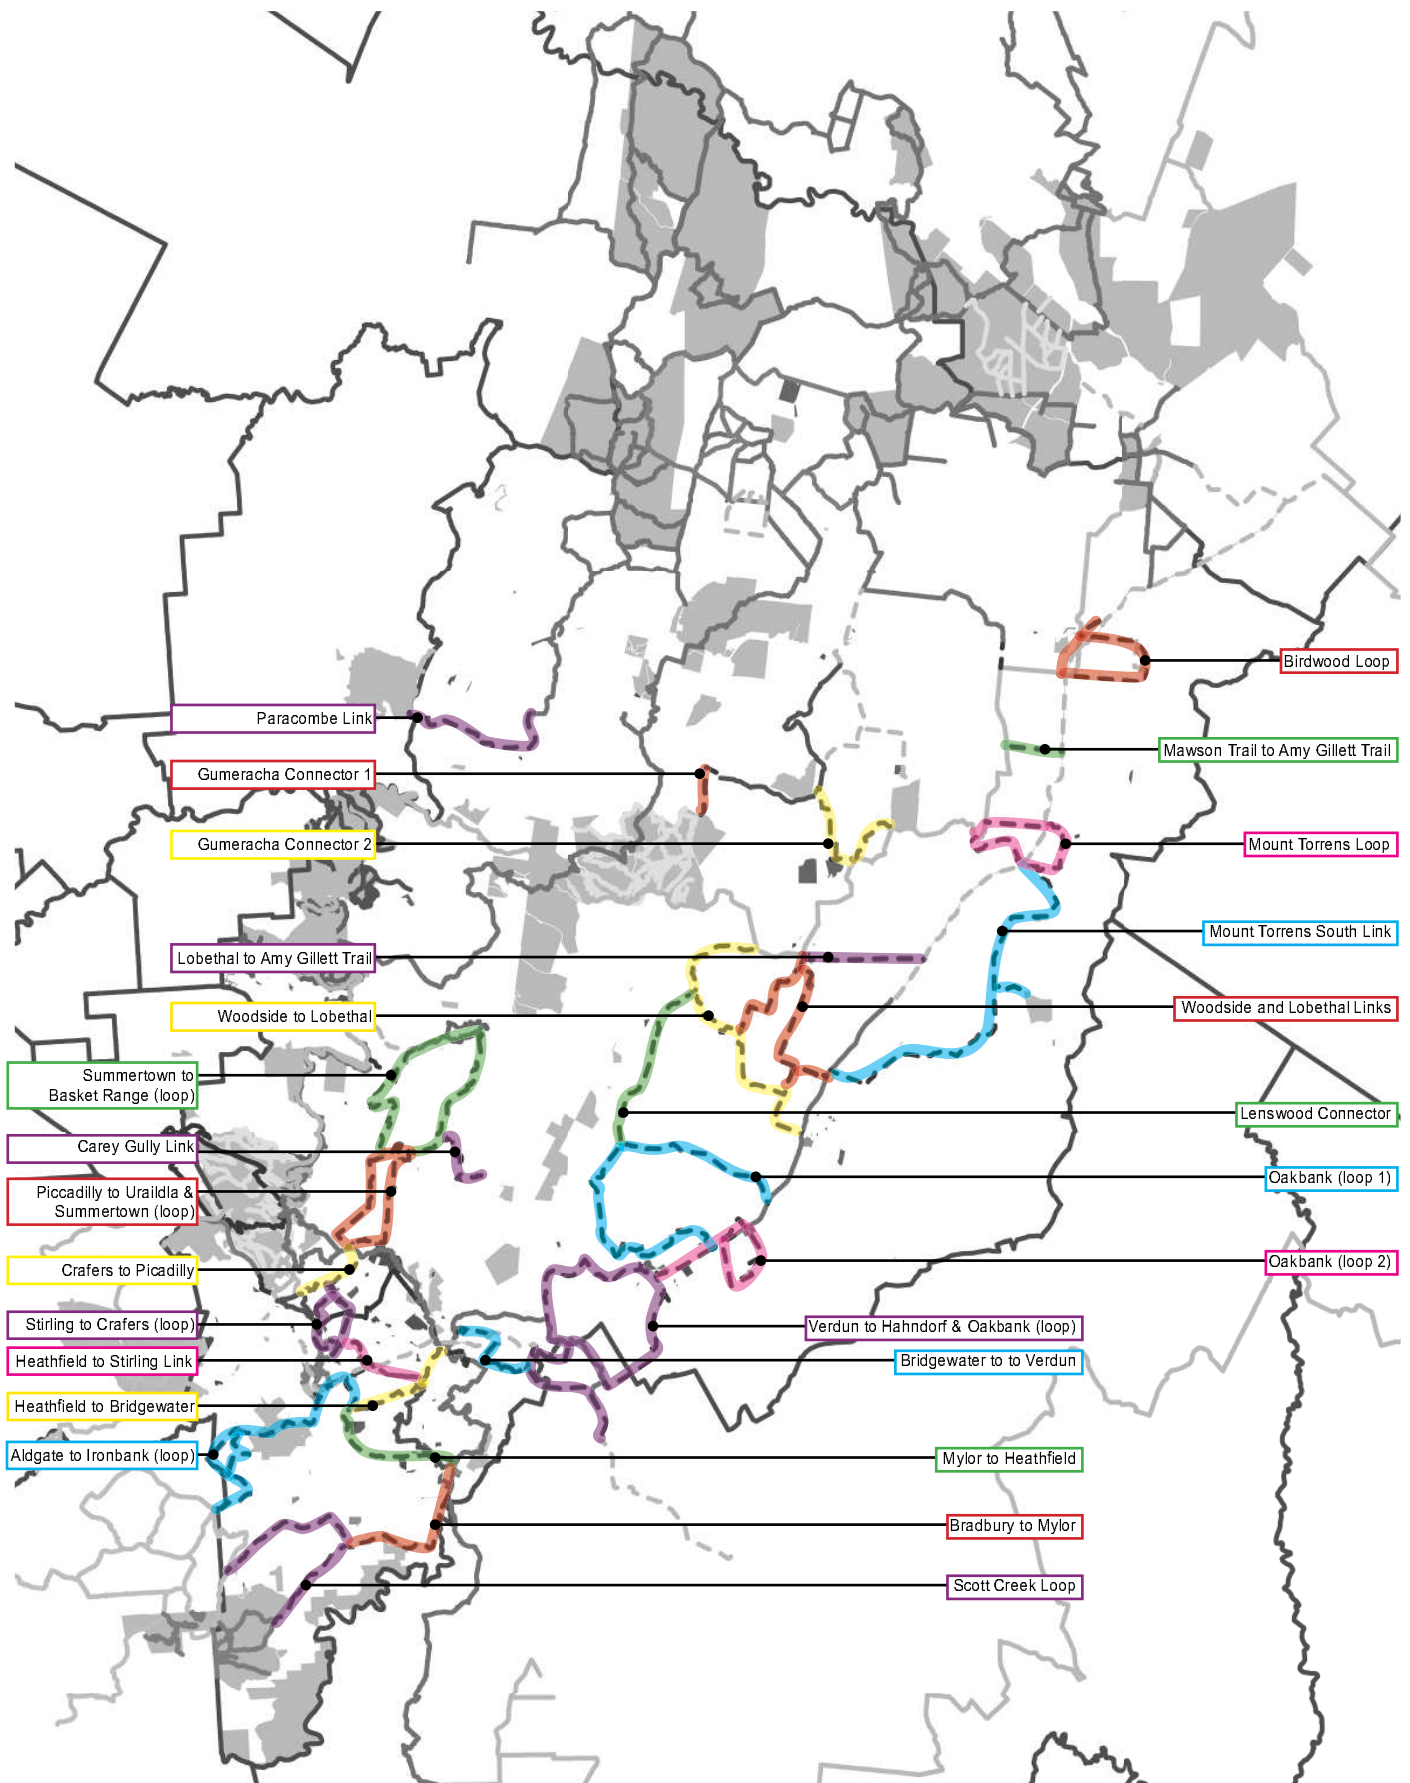 Birdwood Loop
Paracombe Link
Mawson Trail to Amy Gillett Trail
Gumeracha Connector 1
Gumeracha Connector 2
Mount Torrens Loop
Mount Torrens South Link
Lobethal to Amy Gillett Trail
Woodside and Lobethal Links
Woodside to Lobethal
Summertown to
Basket Range (loop)
Lenswood Connector
Carey Gully Link
Oakbank (loop 1)
Piccadilly to Uraildla &
Summertown (loop)
Oakbank (loop 2)
Crafers to Picadilly
Stirling to Crafers (loop)
Verdun to Hahndorf & Oakbank (loop)
Heathfield to Stirling Link
Bridgewater to to Verdun
Heathfield to Bridgewater
Aldgate to Ironbank (loop)
Mylor to Heathfield
Bradbury to Mylor
Scott Creek Loop